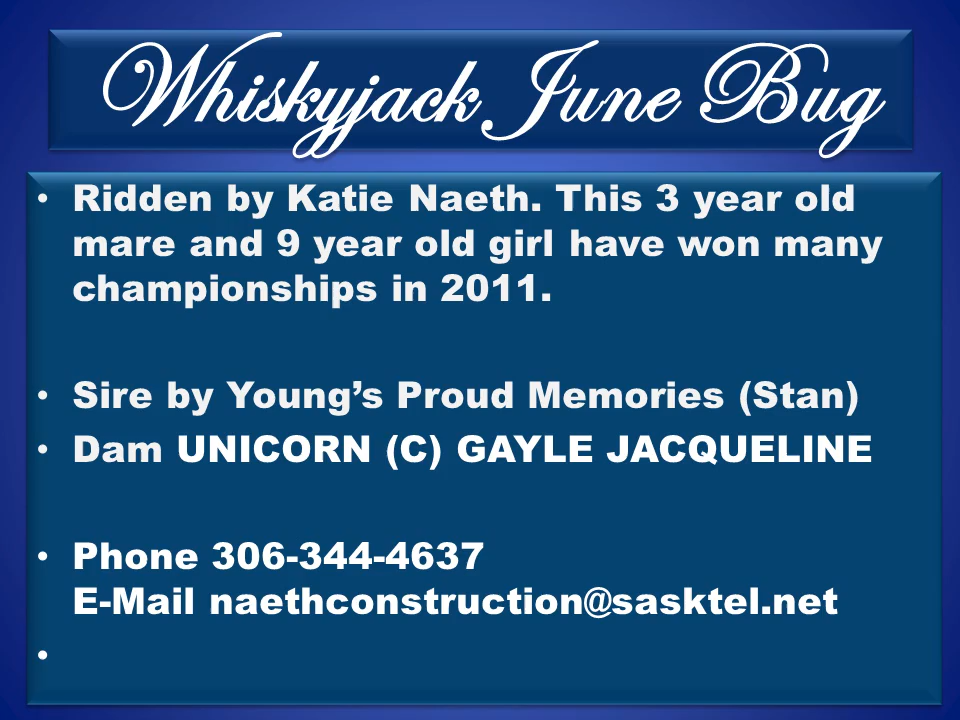 Whiskyjack June Bug
• Ridden by Katie Naeth. This 3 year old
mare and 9 year old girl have won many
championships in 2011.
• Sire by Young’s Proud Memories (Stan)
• Dam UNICORN (C) GAYLE JACQUELINE
• Phone 306-344-4637
E-Mail naethconstruction@sasktel.net
•